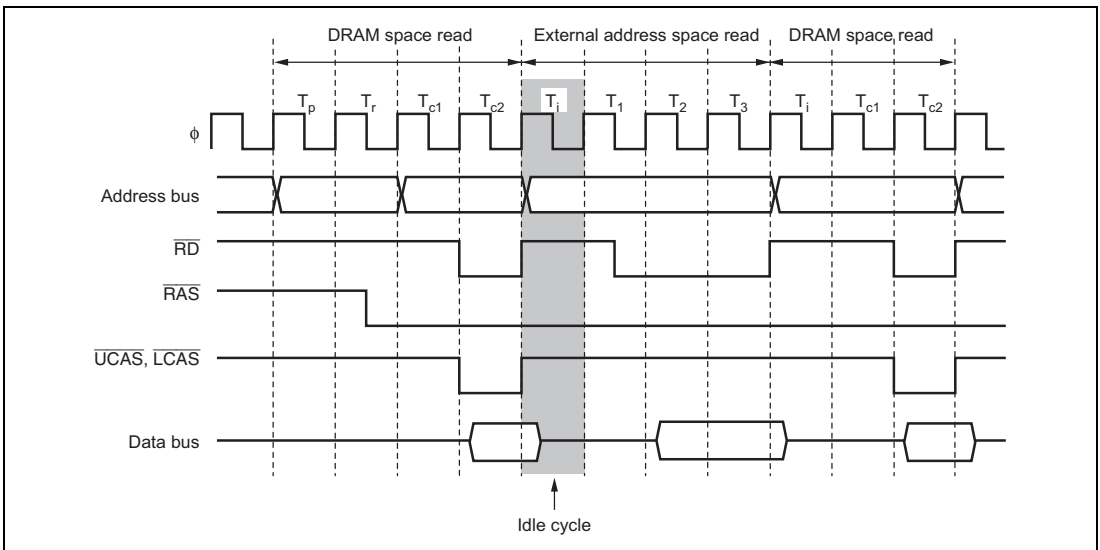 DRAM space read External address space read DRAM space read
Tp Tr Tc1 Tc2 Ti T1 T2 T3 Ti Tc1 Tc2
ϕ
Address bus
RD
RAS
UCAS, LCAS
Data bus
Idle cycle